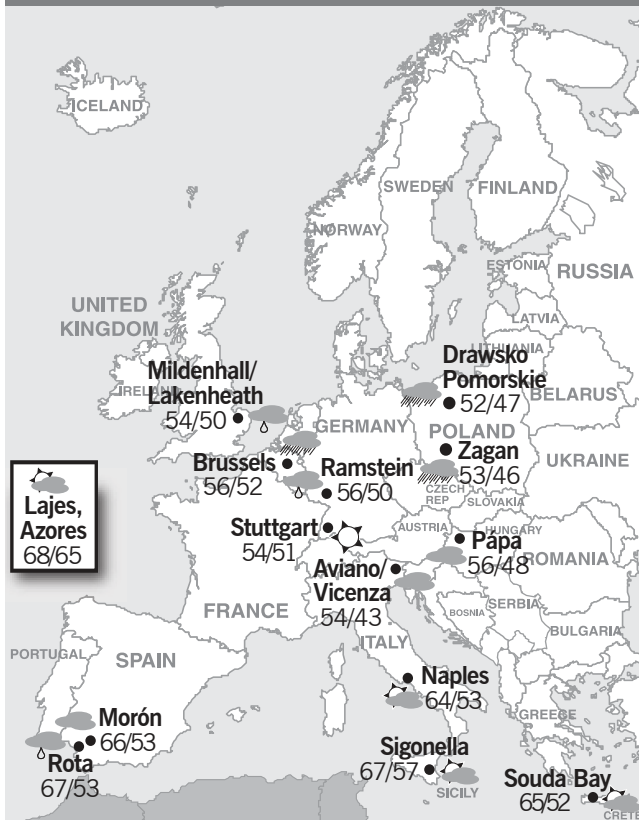 ICELAND
SWEDEN
FINLAND
NORWAY
ESTONIA
RUSSIA
LATVIA
LITHUANIA
UNITED
KINGDOM
IRELAND
Mildenhall/
Lakenheath
54/50
Drawsko
Pomorskie
52/47
BELARUS
GERMANY
POLAND
Zagan
53/46
UKRAINE
Brussels
56/52
Ramstein
56/50
CZECH
REP
SLOVAKIA
Lajes,
Azores
68/65
Stuttgart
54/51
AUSTRIA
HUNGARY
Pápa
56/48
ROMANIA
Aviano/
Vicenza
54/43
FRANCE
BOSNIA
SERBIA
BULGARIA
ITALY
PORTUGAL
SPAIN
Naples
64/53
GREECE
Morón
66/53
Rota
67/53
Sigonella
67/57
SICILY
Souda Bay
65/52
CRETE